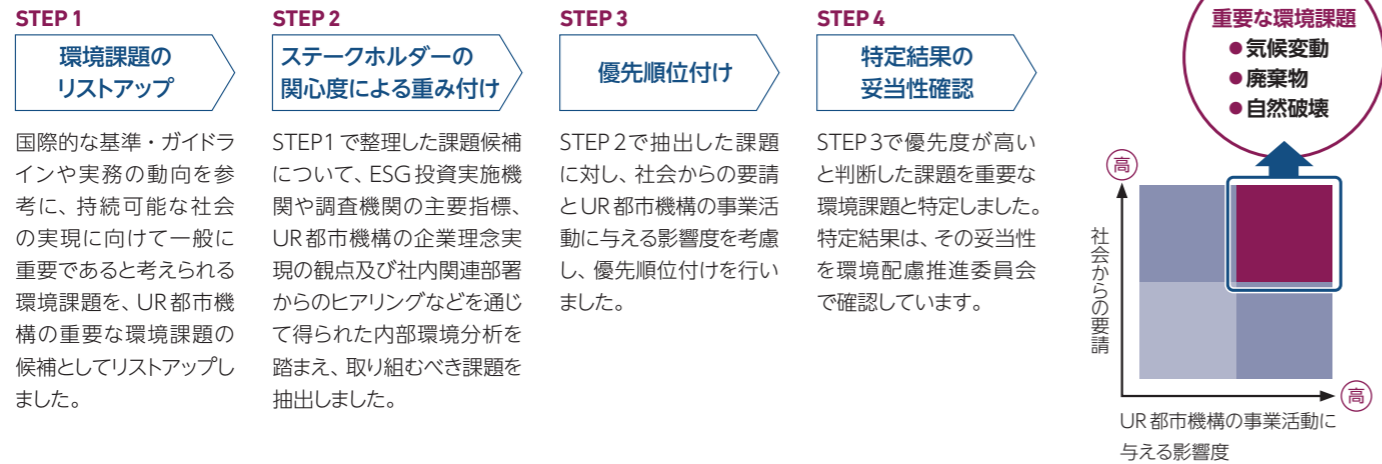 STEP 1
環境課題の
リストアップ
国際的な基準・ガイドラ
インや実務の動向を参
考に、持続可能な社会
の実現に向けて一般に
重要であると考えられる
環境課題を、UR都市機
構の重要な環境課題の
候補としてリストアップし
ました。
STEP 2
ステークホルダーの
関心度による重み付け
STEP1で整理した課題候補
について、ESG投資実施機
関や調査機関の主要指標、
UR都市機構の企業理念実
現の観点及び社内関連部署
からのヒアリングなどを通じ
て得られた内部環境分析を
踏まえ、取り組むべき課題を
抽出しました。
STEP 3
優先順位付け
STEP2で抽出した課題
に対し、社会からの要請
とUR都市機構の事業活
動に与える影響度を考慮
し、優先順位付けを行い
ました。
STEP 4
特定結果の
妥当性確認
STEP3で優先度が高い
と判断した課題を重要な
環境課題と特定しました。
特定結果は、その妥当性
を環境配慮推進委員会
で確認しています。
重要な環境課題
●気候変動
●廃棄物
●自然破壊
高
社会からの要請
高
UR都市機構の事業活動に
与える影響度